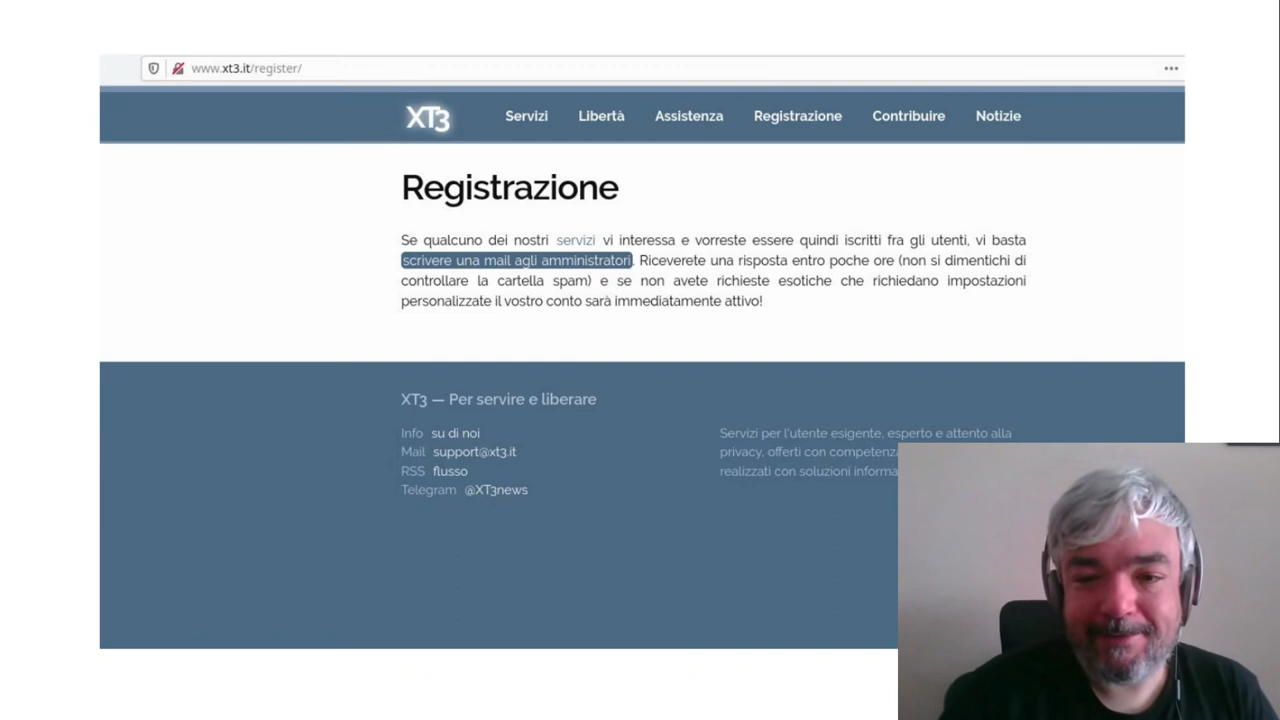 www.xt3.it/register/
XT3 Servizi Libertà Assistenza Registrazione Contribuire Notizie
Registrazione
Se qualcuno dei nostri servizi vi interessa e vorreste essere quindi iscritti fra gli utenti, vi basta
scrivere una mail agli amministratori. Riceverete una risposta entro poche ore (non si dimentichi di
controllare la cartella spam) e se non avete richieste esotiche che richiedano impostazioni
personalizzate il vostro conto sarà immediatamente attivo!
XT3 — Per servire e liberare
Info su di noi
Mail support@xt3.it
RSS flusso
Telegram @XT3news
Servizi per l'utente esigente, esperto e attento alla
privacy, offerti con competenza
realizzati con soluzioni informa